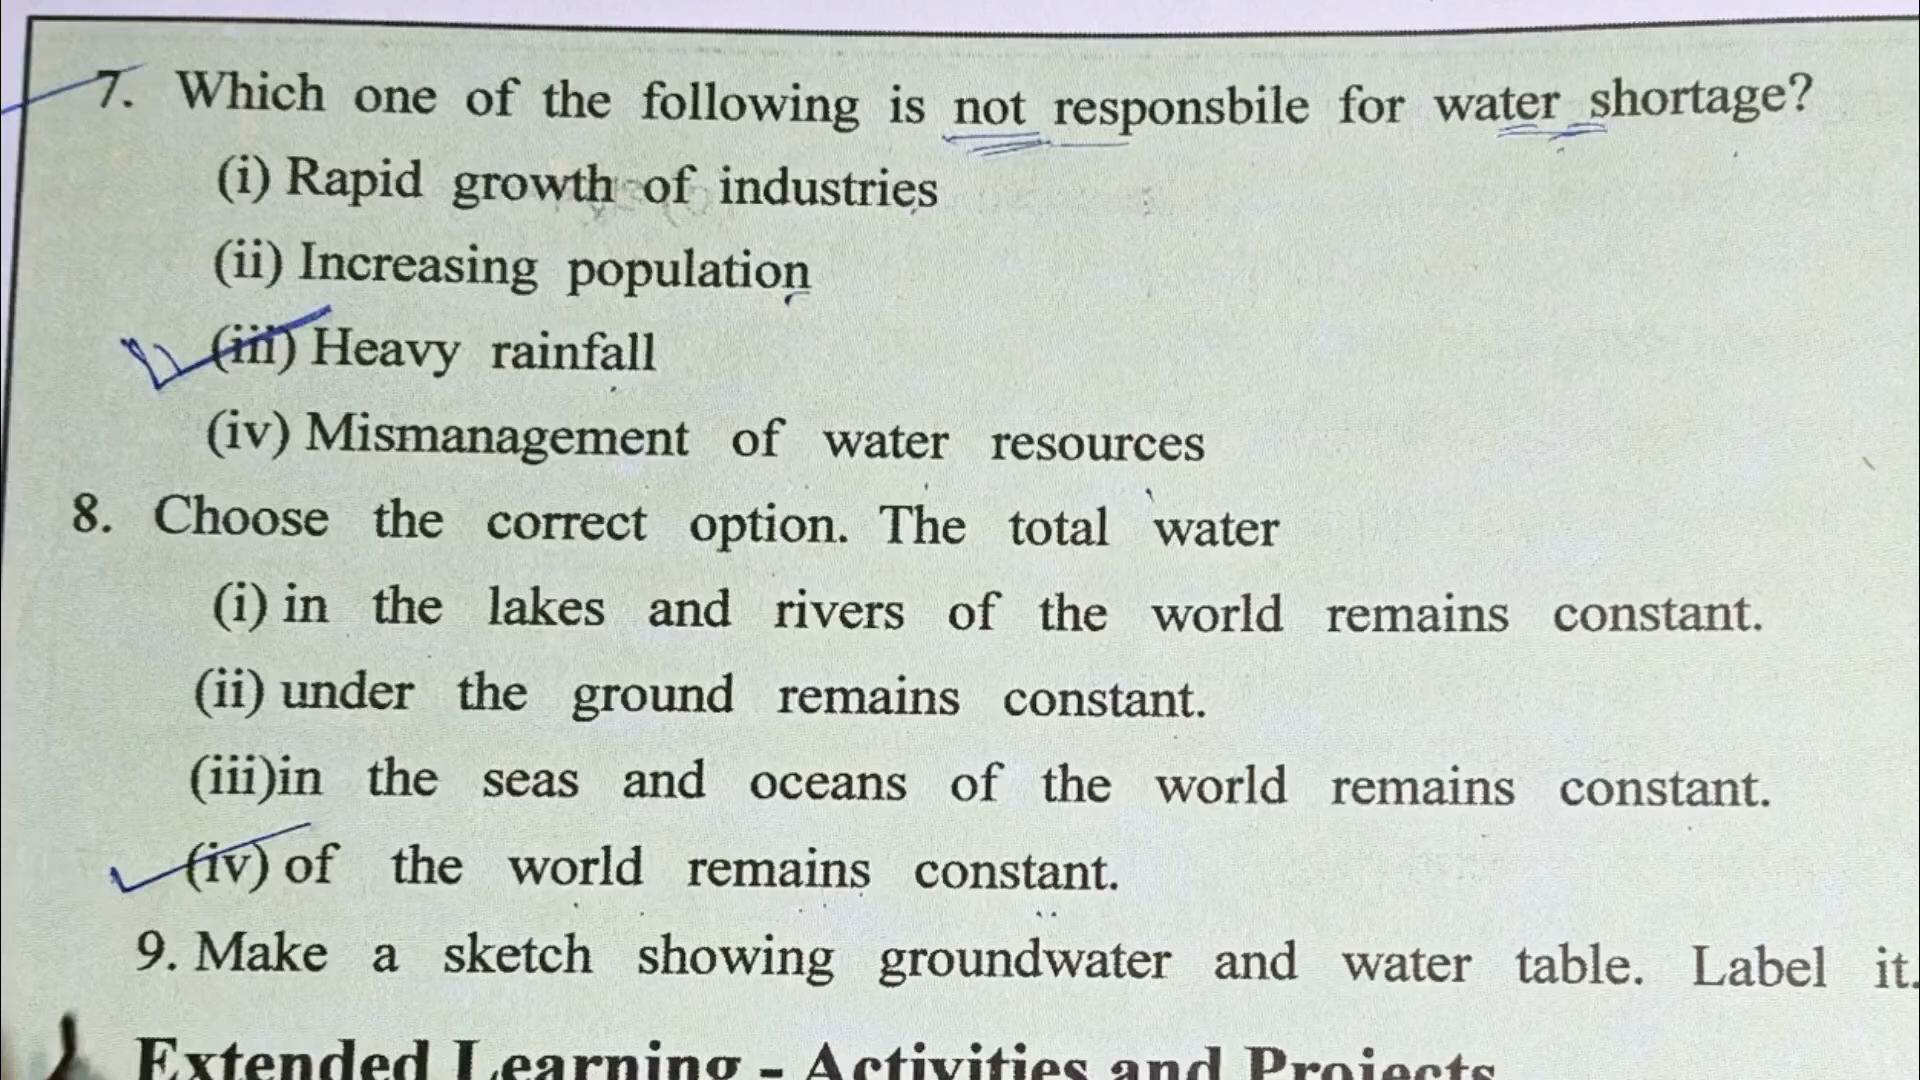 7. Which one of the following is not responsbile for water shortage?
(i) Rapid growth of industries
(ii) Increasing population
(iii) Heavy rainfall
(iv) Mismanagement of water resources
8. Choose the correct option. The total water
(i) in the lakes and rivers of the world remains constant.
(ii) under the ground remains constant.
(iii)in the seas and oceans of the world remains constant.
(iv) of the world remains constant.
9. Make a sketch showing groundwater and water table. Label it.
Extended Learning - Activities and Projects